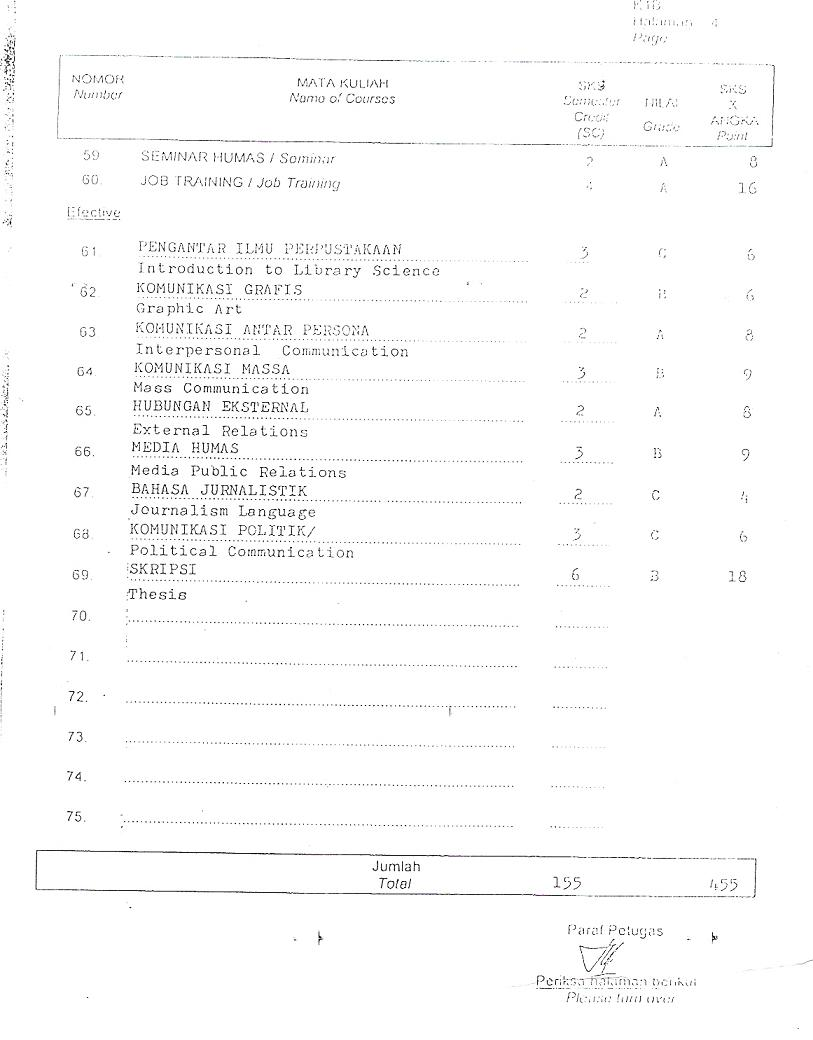 Halaman 4
Page
NOMOR MATA KULIAH SKS NILAI SKS
Number Name of Courses Semester Grade X
Credit ANGKA
(SC) Point
59 SEMINAR HUMAS / Seminar 2 A 8
60. JOB TRAINING / Job Training 4 A 16
Efective
61. PENGANTAR ILMU PERPUSTAKAAN 3 C 6
Introduction to Library Science
62. KOMUNIKASI GRAFIS 2 B 6
Graphic Art
63 KOMUNIKASI ANTAR PERSONA 2 A 8
Interpersonal Communication
64 KOMUNIKASI MASSA 3 B 9
Mass Communication
65. HUBUNGAN EKSTERNAL 2 A 8
External Relations
66. MEDIA HUMAS 3 B 9
Media Public Relations
67. BAHASA JURNALISTIK 2 C 4
Journalism Language
68. KOMUNIKASI POLITIK/ 3 C 6
Political Communication
69. SKRIPSI 6 B 18
Thesis
70.
71.
72.
73.
74.
75.
Jumlah
Total 155 455
Paraf Petugas
Periksa halaman berikut
Please turn over